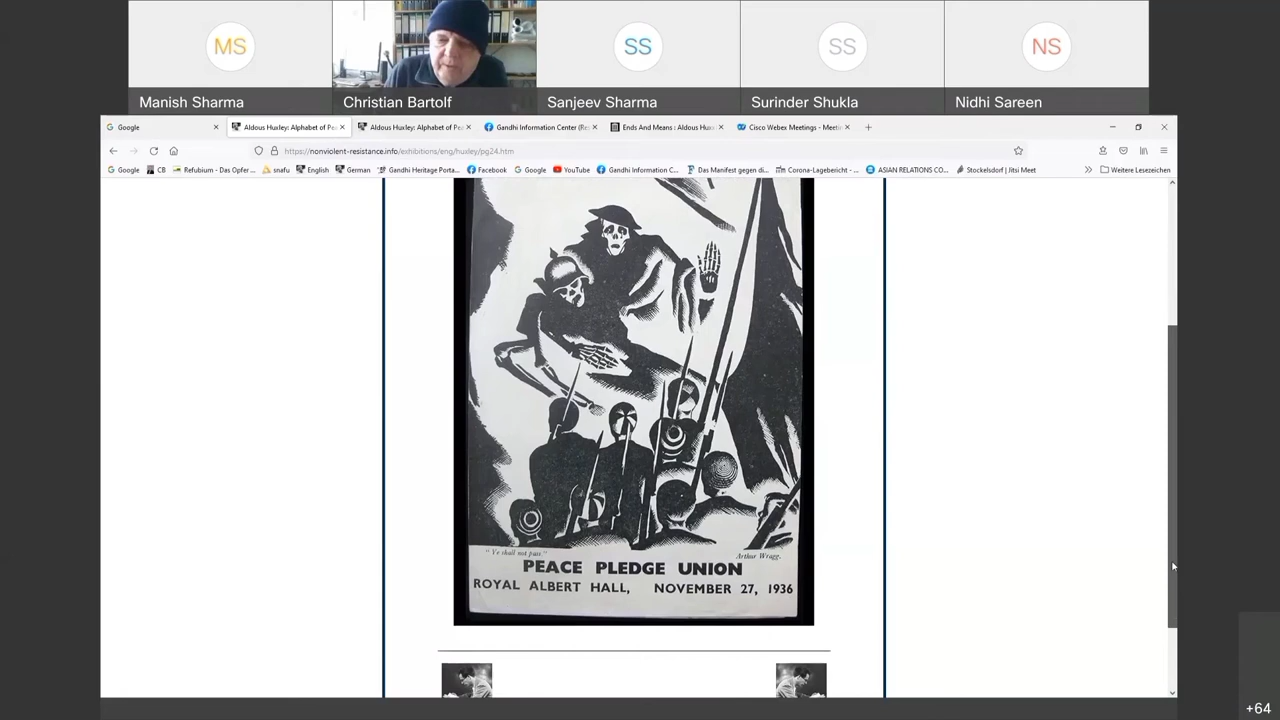 MS
SS
SS
NS
Manish Sharma
Christian Bartolf
Sanjeev Sharma
Surinder Shukla
Nidhi Sareen
Google
Aldous Huxley: Alphabet of Pe
Aldous Huxley: Alphabet of Pe
Gandhi Information Center (Re
Ends And Means : Aldous Hux
Cisco Webex Meetings - Meeti
https://nonviolent-resistance.info/exhibitions/eng/huxley/pg24.htm
Google
CB
Refubium - Das Opfer ...
snafu
English
German
Gandhi Heritage Porta...
Facebook
Google
YouTube
Gandhi Information C...
Das Manifest gegen di...
Corona-Lagebericht - ...
ASIAN RELATIONS CO...
Stockelsdorf | Jitsi Meet
Weitere Lesezeichen
"Ye shall not pass."
Arthur Wragg.
PEACE PLEDGE UNION
ROYAL ALBERT HALL, NOVEMBER 27, 1936
+64